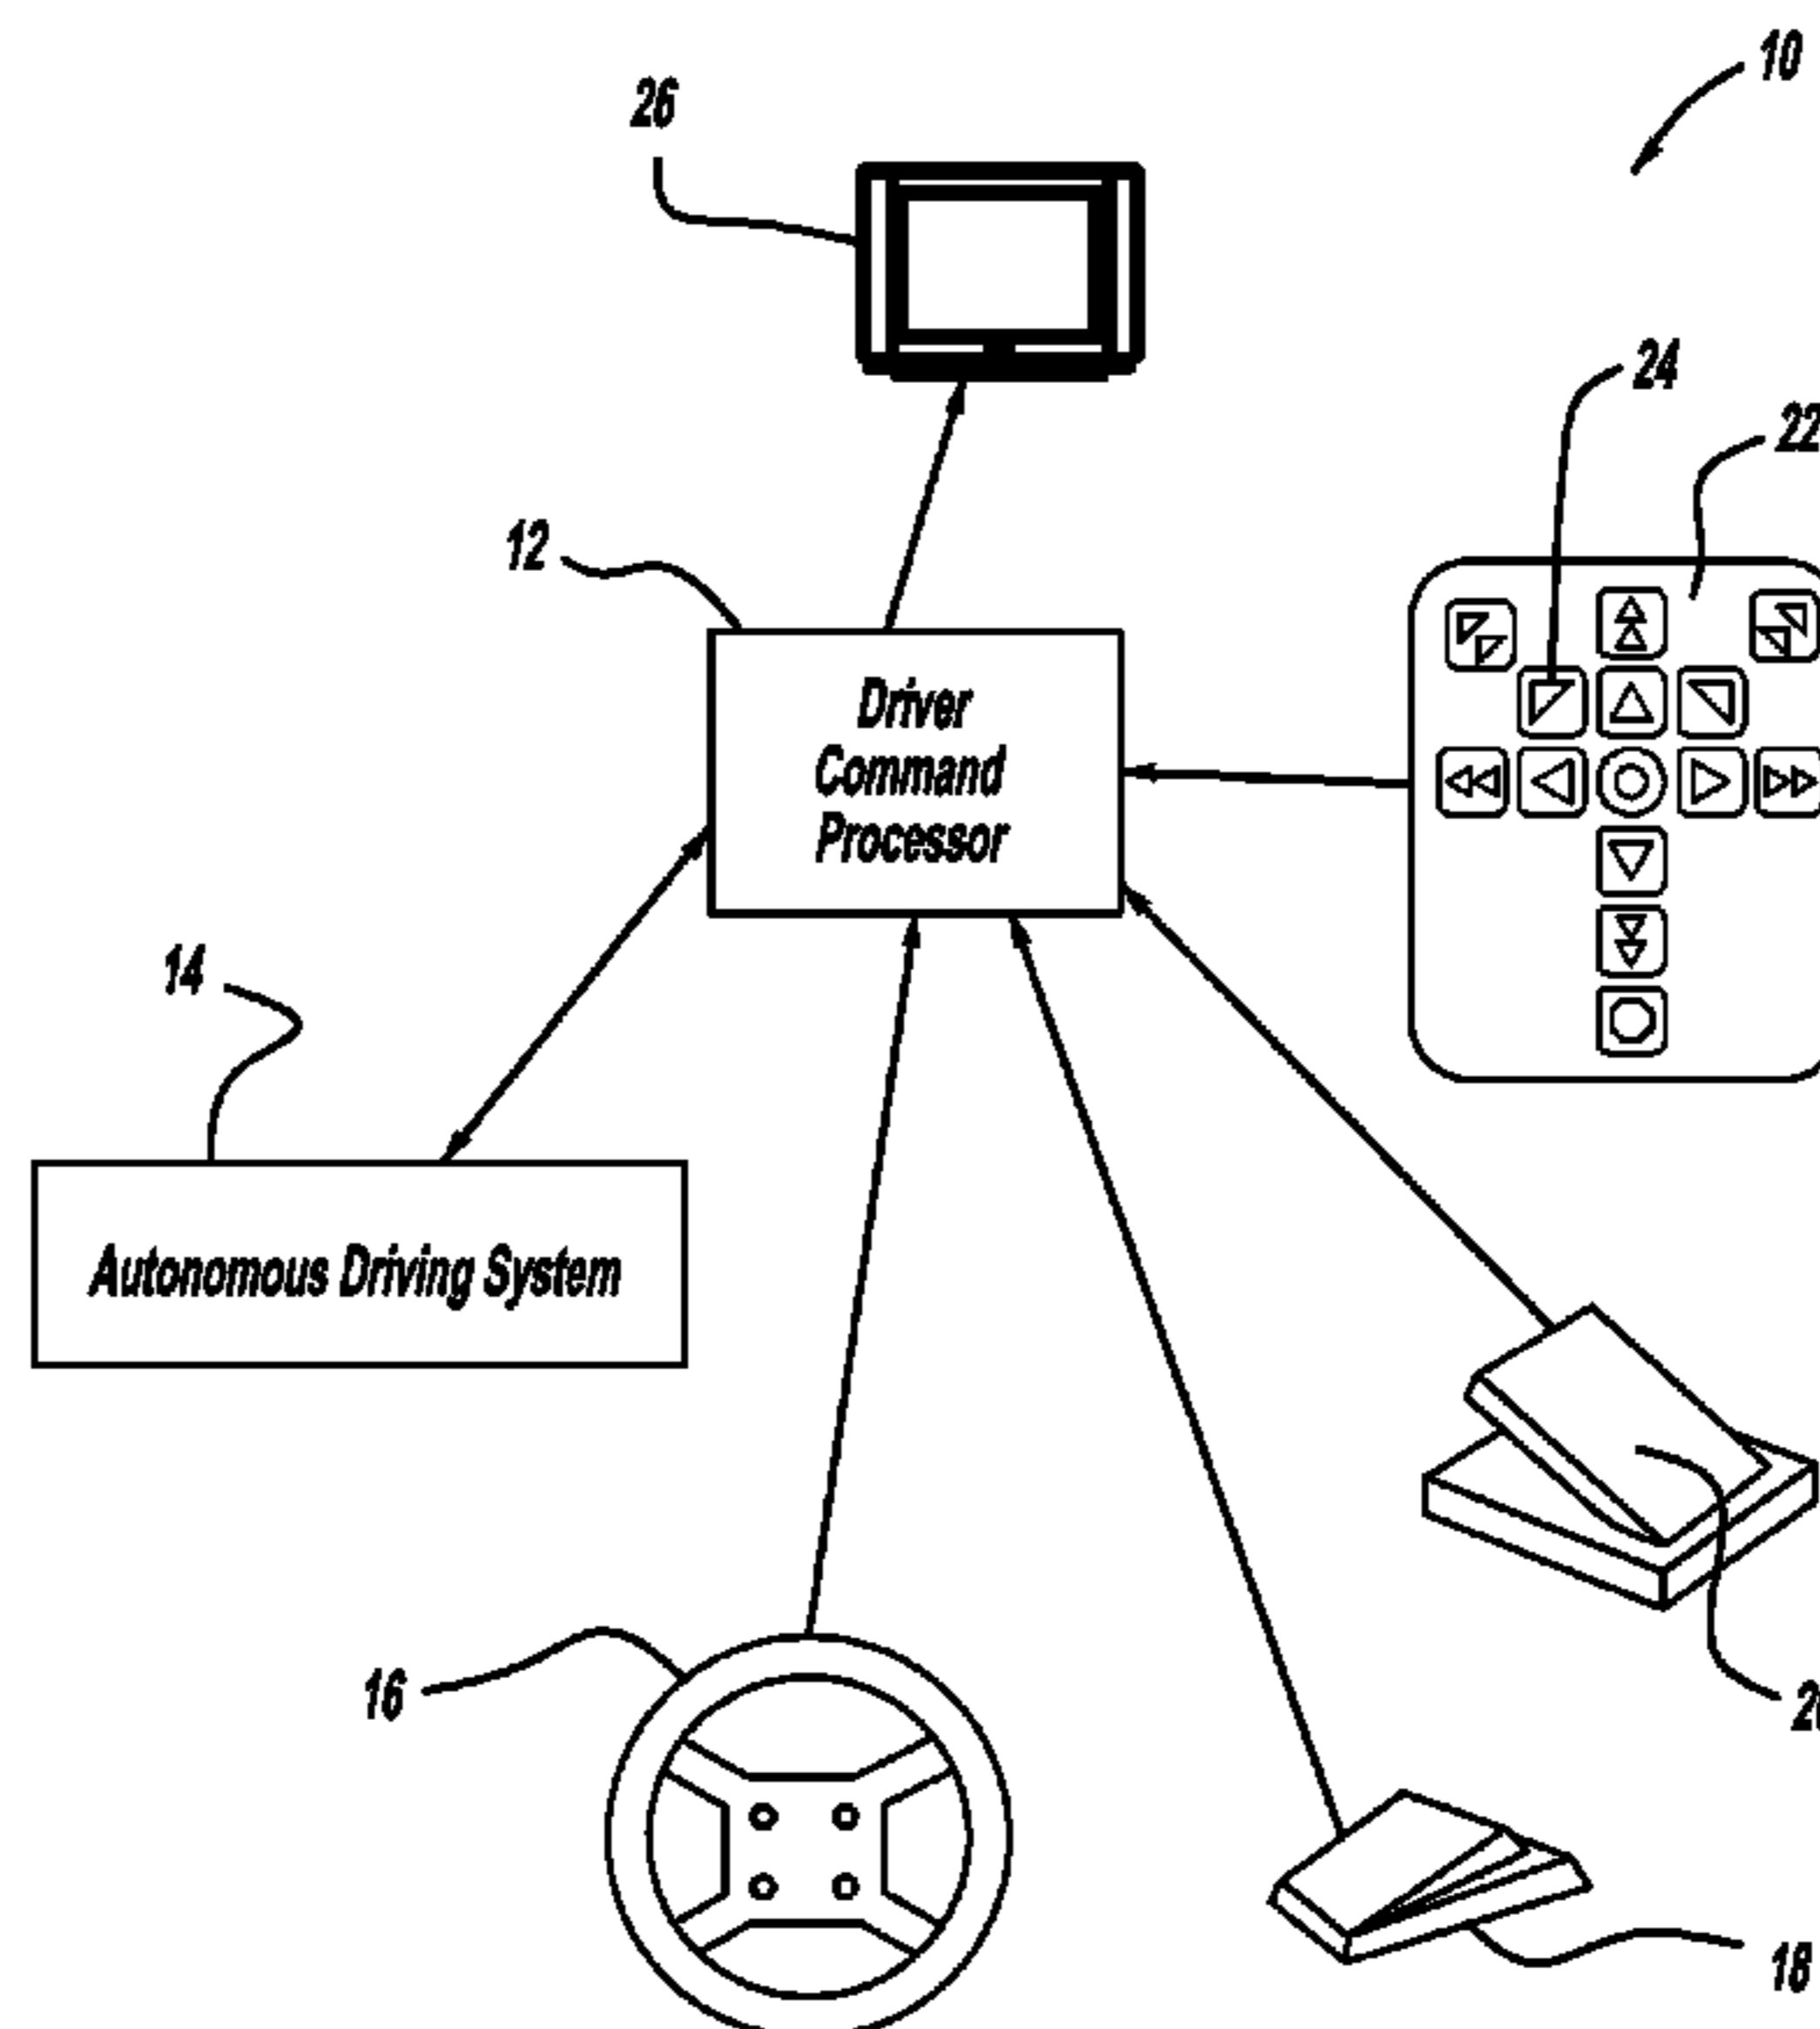 10
26
24
22
12
Driver
Command
Processor
14
Autonomous Driving System
16
18